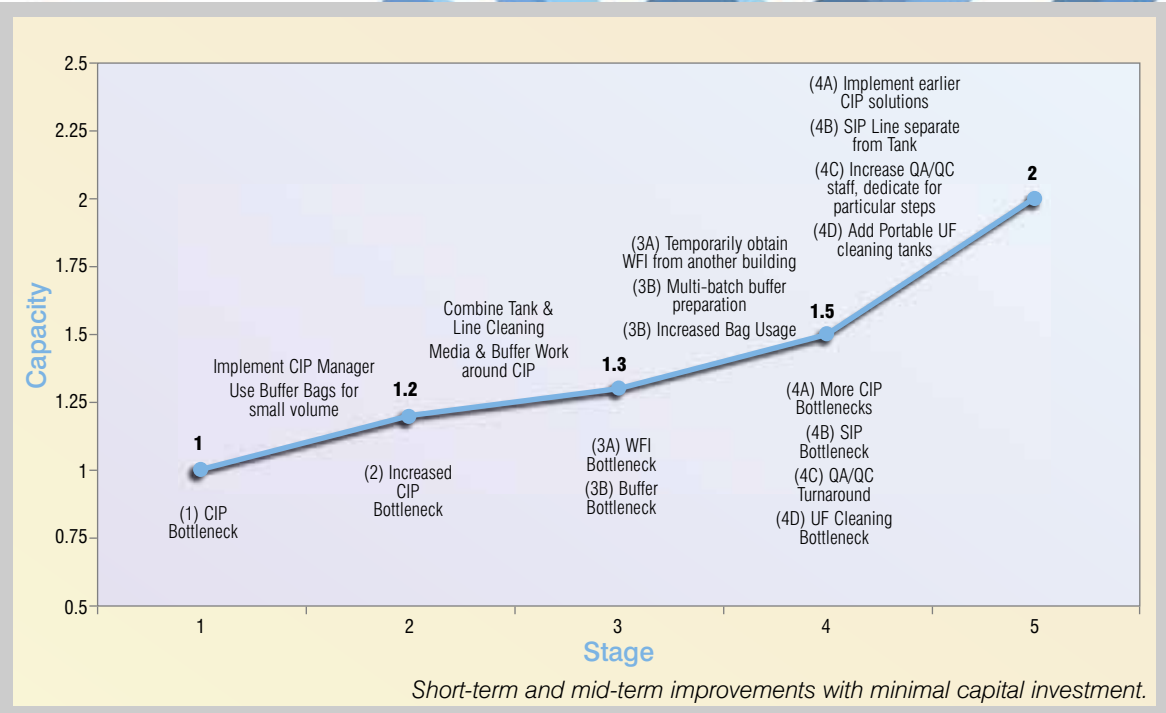 2.5
2.25
2
1.75
1.5
1.25
1
0.75
0.5
Capacity
1
(1) CIP
Bottleneck
Implement CIP Manager
Use Buffer Bags for
small volume
1.2
(2) Increased
CIP
Bottleneck
Combine Tank &
Line Cleaning
Media & Buffer Work
around CIP
1.3
(3A) WFI
Bottleneck
(3B) Buffer
Bottleneck
(3A) Temporarily obtain
WFI from another building
(3B) Multi-batch buffer
preparation
(3B) Increased Bag Usage
1.5
(4A) More CIP
Bottlenecks
(4B) SIP
Bottleneck
(4C) QA/QC
Turnaround
(4D) UF Cleaning
Bottleneck
(4A) Implement earlier
CIP solutions
(4B) SIP Line separate
from Tank
(4C) Increase QA/QC
staff, dedicate for
particular steps
(4D) Add Portable UF
cleaning tanks
2
1
2
3
4
5
Stage
Short-term and mid-term improvements with minimal capital investment.